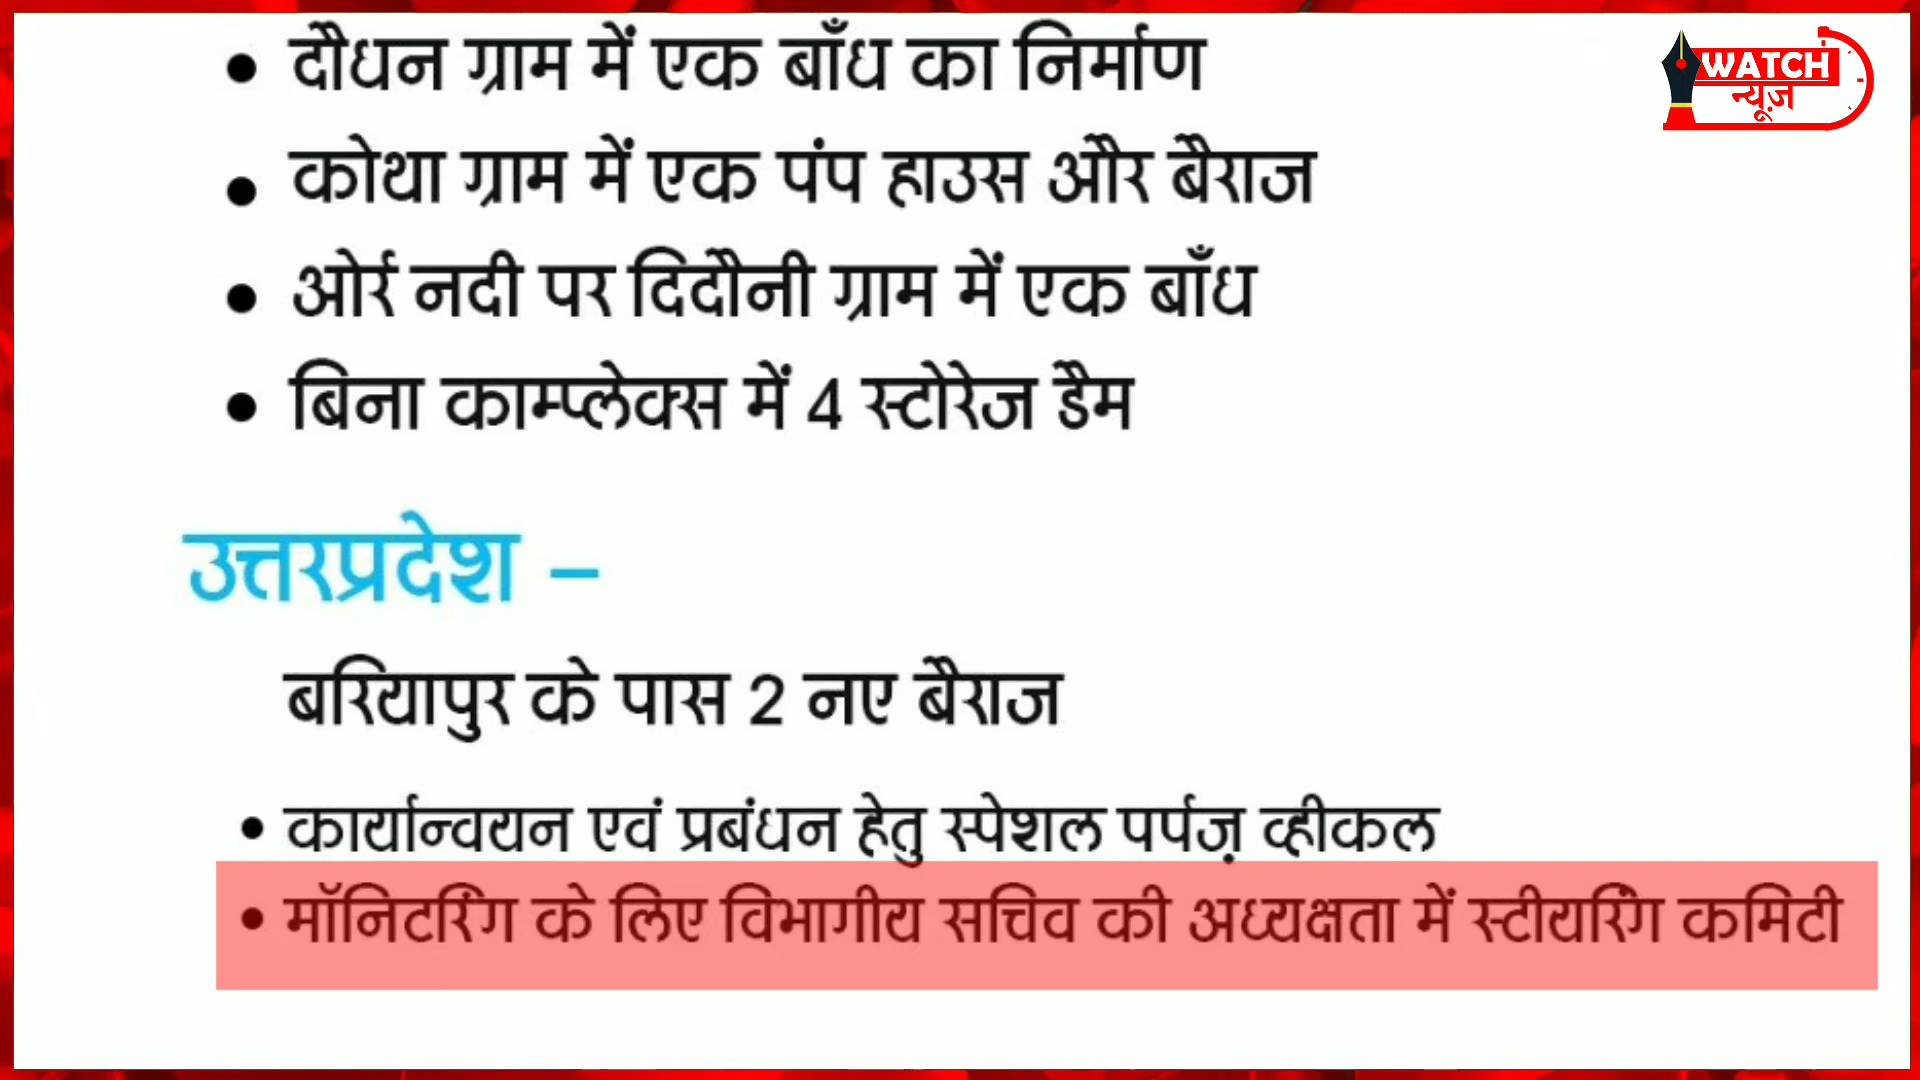 • दौधन ग्राम में एक बाँध का निर्माण
WATCH
न्यूज़
• कोथा ग्राम में एक पंप हाउस और बैराज
• ओर्र नदी पर दिदौनी ग्राम में एक बाँध
• बिना काम्प्लेक्स में 4 स्टोरेज डैम
उत्तरप्रदेश –
बरियापुर के पास 2 नए बैराज
• कार्यान्वयन एवं प्रबंधन हेतु स्पेशल पर्पज़ व्हीकल
• मॉनिटरिंग के लिए विभागीय सचिव की अध्यक्षता में स्टीयरिंग कमिटी